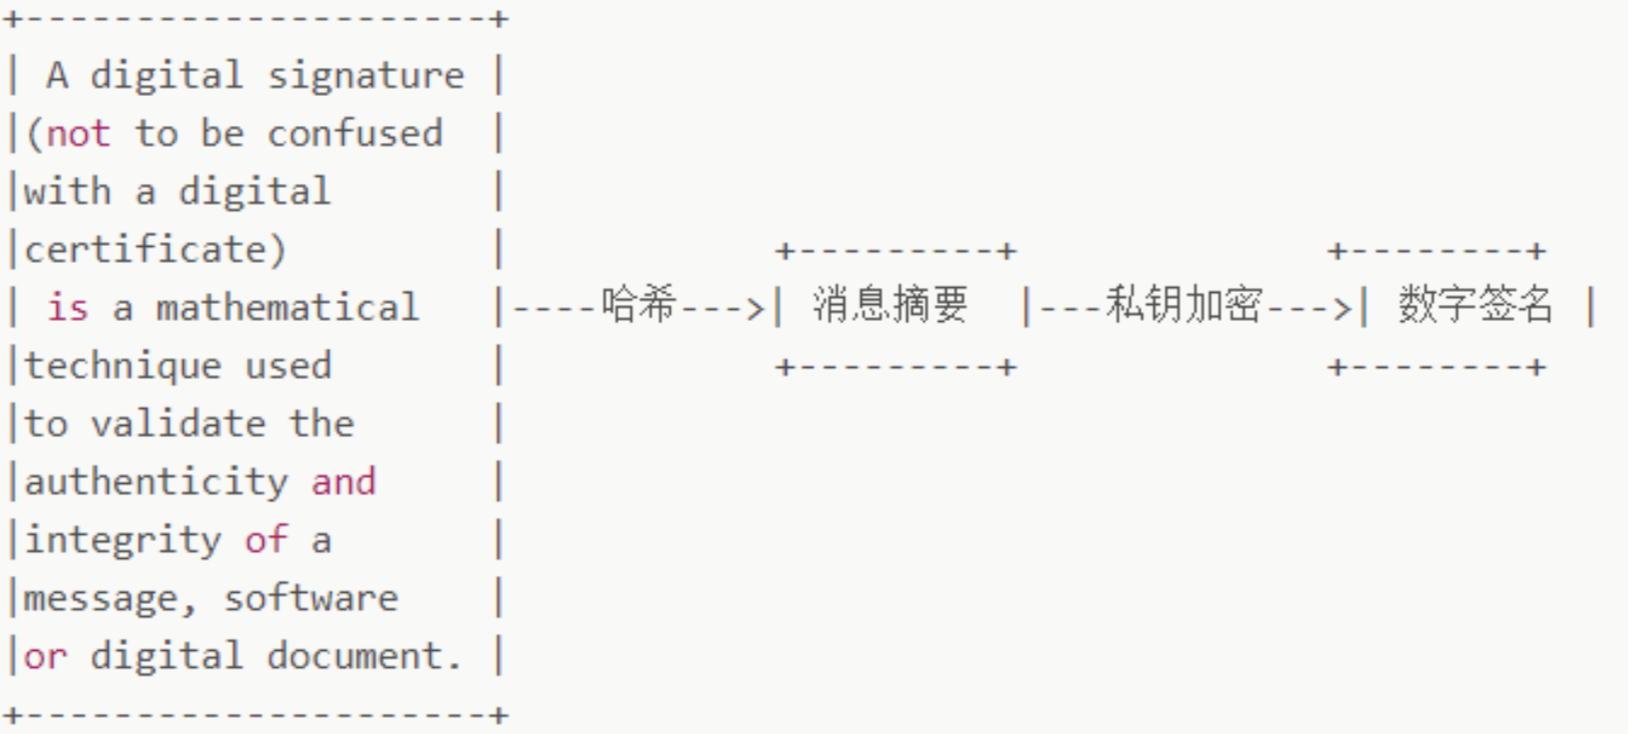 +---------------------+
| A digital signature |
|(not to be confused  |
|with a digital       |
|certificate)         |            +---------+              +--------+
| is a mathematical   |----哈希--->| 消息摘要  |---私钥加密--->| 数字签名 |
|technique used       |            +---------+              +--------+
|to validate the      |
|authenticity and     |
|integrity of a       |
|message, software    |
|or digital document. |
+---------------------+